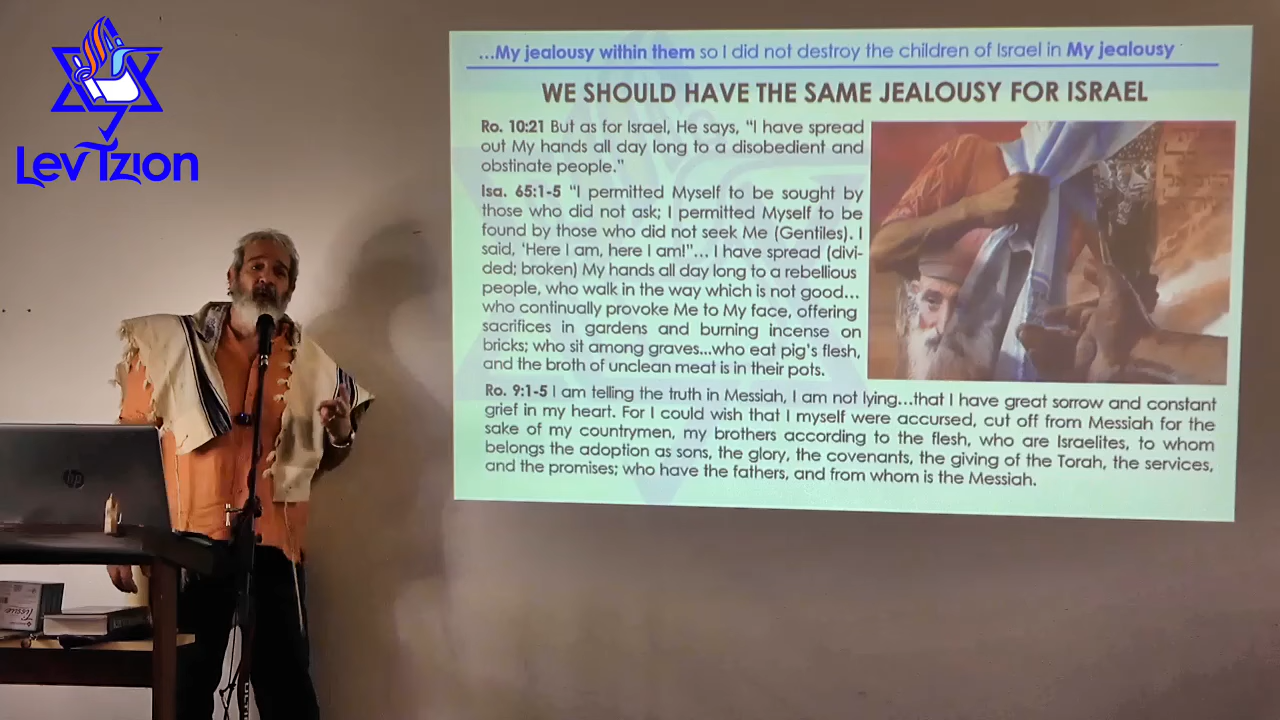 Lev Tzion
...My jealousy within them so I did not destroy the children of Israel in My jealousy
WE SHOULD HAVE THE SAME JEALOUSY FOR ISRAEL
Ro. 10:21 But as for Israel, He says, “I have spread
out My hands all day long to a disobedient and
obstinate people.”
Isa. 65:1-5 “I permitted Myself to be sought by
those who did not ask; I permitted Myself to be
found by those who did not seek Me (Gentiles). I
said, ‘Here I am, here I am!”... I have spread (divi-
ded; broken) My hands all day long to a rebellious
people, who walk in the way which is not good...
who continually provoke Me to My face, offering
sacrifices in gardens and burning incense on
bricks; who sit among graves...who eat pig’s flesh,
and the broth of unclean meat is in their pots.
Ro. 9:1-5 I am telling the truth in Messiah, I am not lying...that I have great sorrow and constant
grief in my heart. For I could wish that I myself were accursed, cut off from Messiah for the
sake of my countrymen, my brothers according to the flesh, who are Israelites, to whom
belongs the adoption as sons, the glory, the covenants, the giving of the Torah, the services,
and the promises; who have the fathers, and from whom is the Messiah.
hp
Tissue